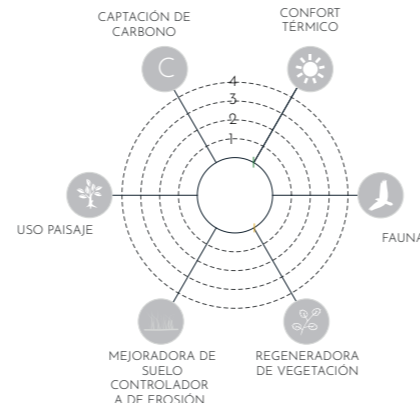 CAPTACIÓN DE
CARBONO
CONFORT
TÉRMICO
C
4
3
2
1
USO PAISAJE
FAUNA
MEJORADORA DE
SUELO
CONTROLADOR
A DE EROSIÓN
REGENERADORA
DE VEGETACIÓN